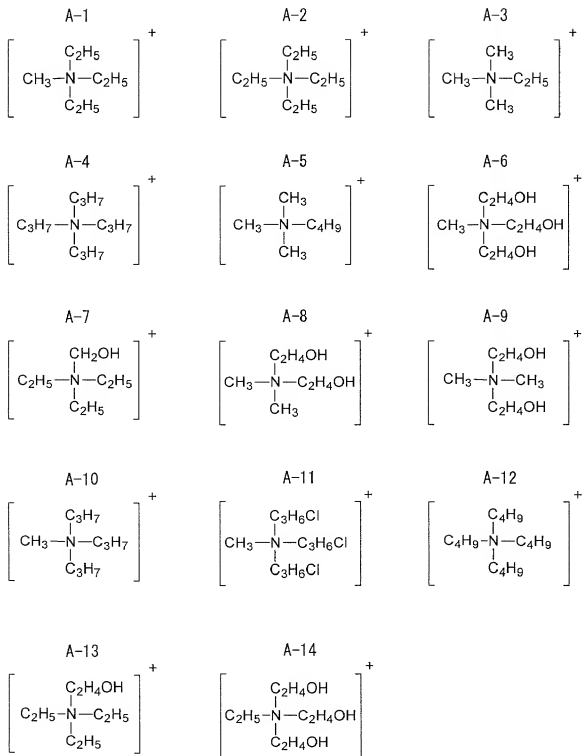 A-1 A-2 A-3
C2H5 C2H5 CH3
CH3-N-C2H5 + C2H5-N-C2H5 + CH3-N-C2H5 +
C2H5 C2H5 CH3
A-4 A-5 A-6
C3H7 CH3 C2H4OH
C3H7-N-C3H7 + CH3-N-C4H9 + CH3-N-C2H4OH +
C3H7 CH3 C2H4OH
A-7 A-8 A-9
CH2OH C2H4OH C2H4OH
C2H5-N-C2H5 + CH3-N-C2H4OH + CH3-N-CH3 +
C2H5 CH3 C2H4OH
A-10 A-11 A-12
C3H7 C3H6Cl C4H9
CH3-N-C3H7 + CH3-N-C3H6Cl + C4H9-N-C4H9 +
C3H7 C3H6Cl C4H9
A-13 A-14
C2H4OH C2H4OH
C2H5-N-C2H5 + C2H5-N-C2H4OH +
C2H5 C2H4OH